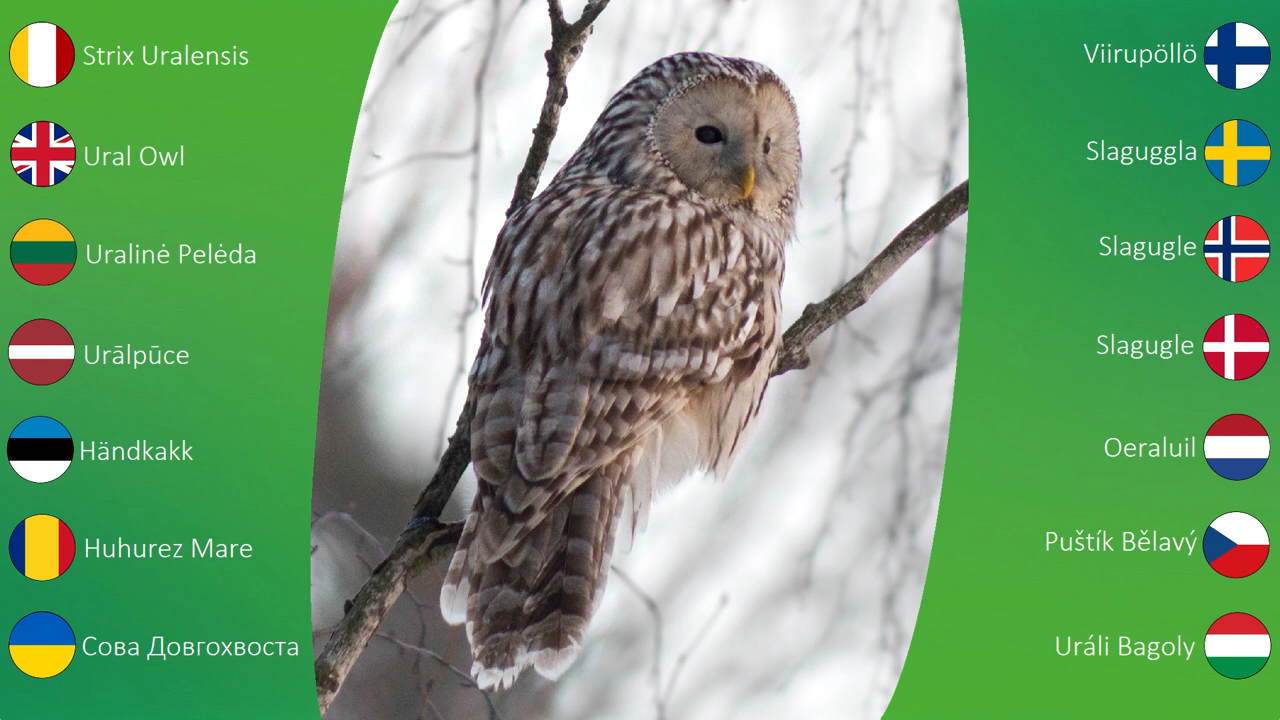 Strix Uralensis
Ural Owl
Uralinė Pelėda
Urālpūce
Händkakk
Huhurez Mare
Сова Довгохвоста
Viirupöllö
Slaguggla
Slagugle
Slagugle
Oeraluil
Puštík Bělavý
Uráli Bagoly